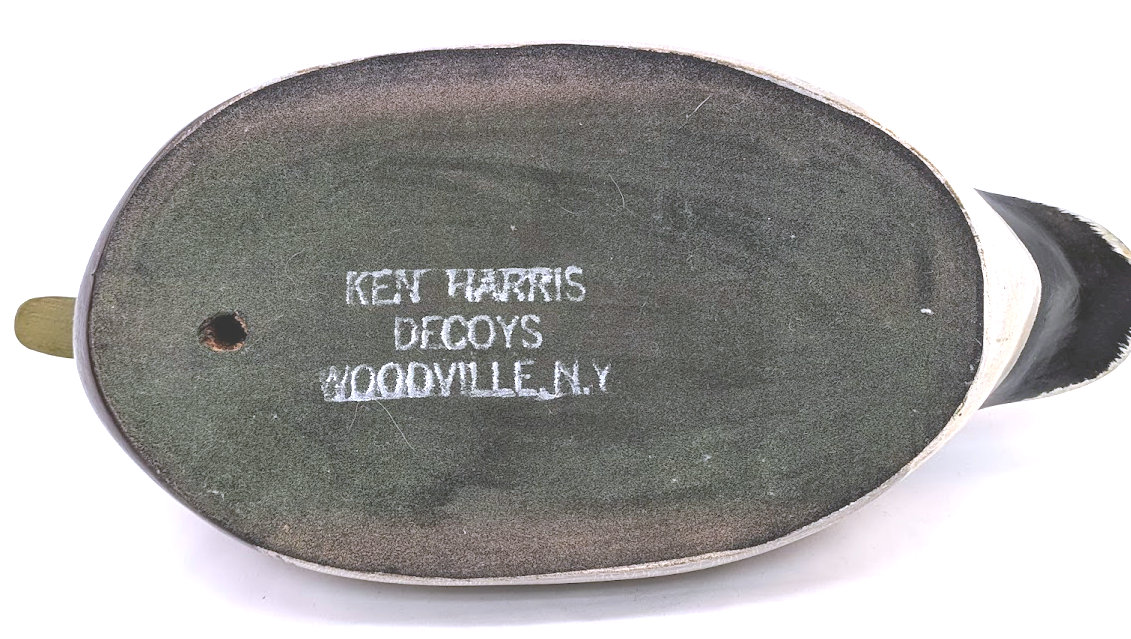 KEN HARRIS
DECOYS
WOODVILLE, N.Y